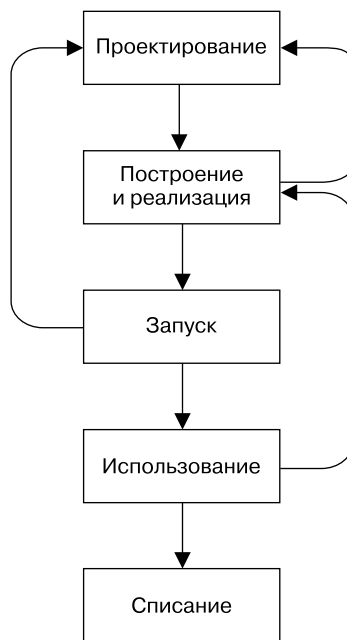 Проектирование
Построение
и реализация
Запуск
Использование
Списание